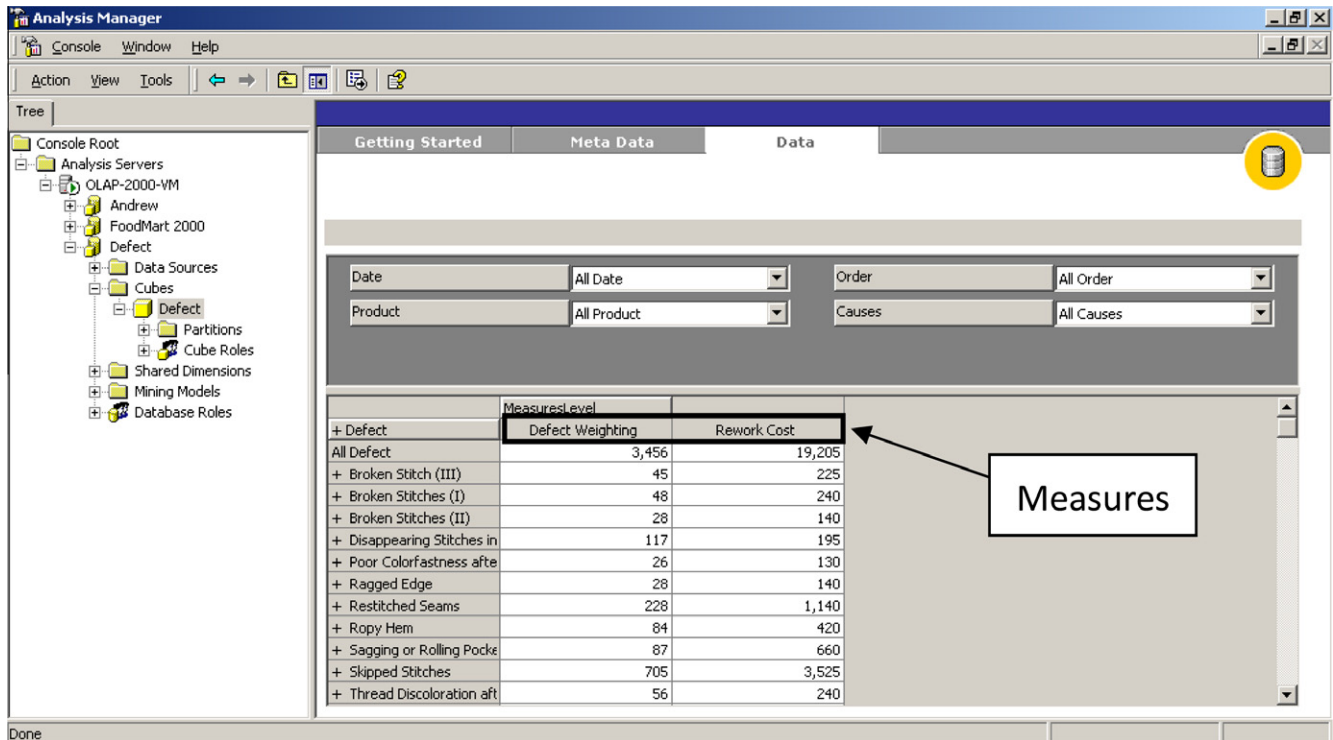 Analysis Manager
Console Window Help
Action View Tools
Tree
Console Root
Analysis Servers
OLAP-2000-VM
Andrew
FoodMart 2000
Defect
Data Sources
Cubes
Defect
Partitions
Cube Roles
Shared Dimensions
Mining Models
Database Roles
Getting Started Meta Data Data
Date All Date Order All Order
Product All Product Causes All Causes
MeasuresLevel
+ Defect Defect Weighting Rework Cost
All Defect 3,456 19,205
+ Broken Stitch (III) 45 225
+ Broken Stitches (I) 48 240
+ Broken Stitches (II) 28 140
+ Disappearing Stitches in 117 195
+ Poor Colorfastness afte 26 130
+ Ragged Edge 28 140
+ Restitched Seams 228 1,140
+ Ropy Hem 84 420
+ Sagging or Rolling Pocke 87 660
+ Skipped Stitches 705 3,525
+ Thread Discoloration aft 56 240
Measures
Done